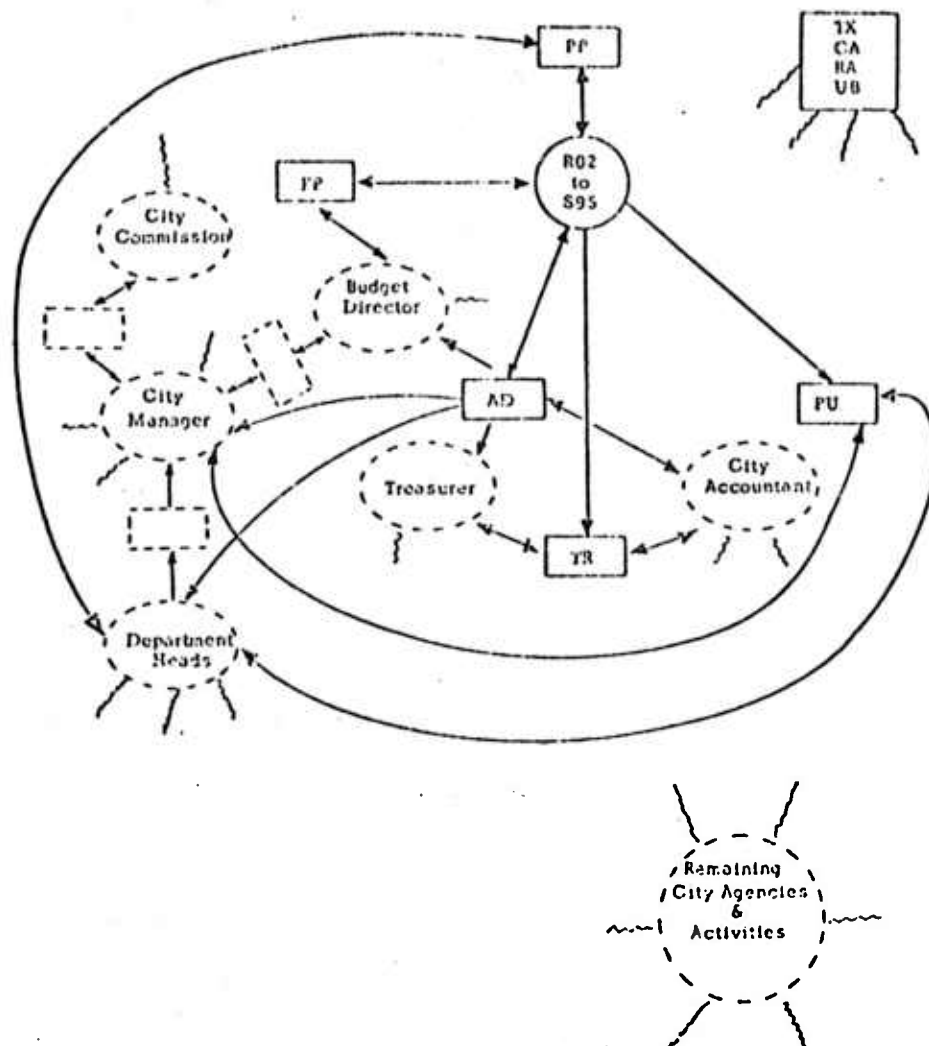 PP
TX
CA
RA
UB
R02
to
S95
FP
City
Commission
Budget
Director
City
Manager
AD
PU
Treasurer
City
Accountant
TR
Department
Heads
Remaining
City Agencies
&
Activities